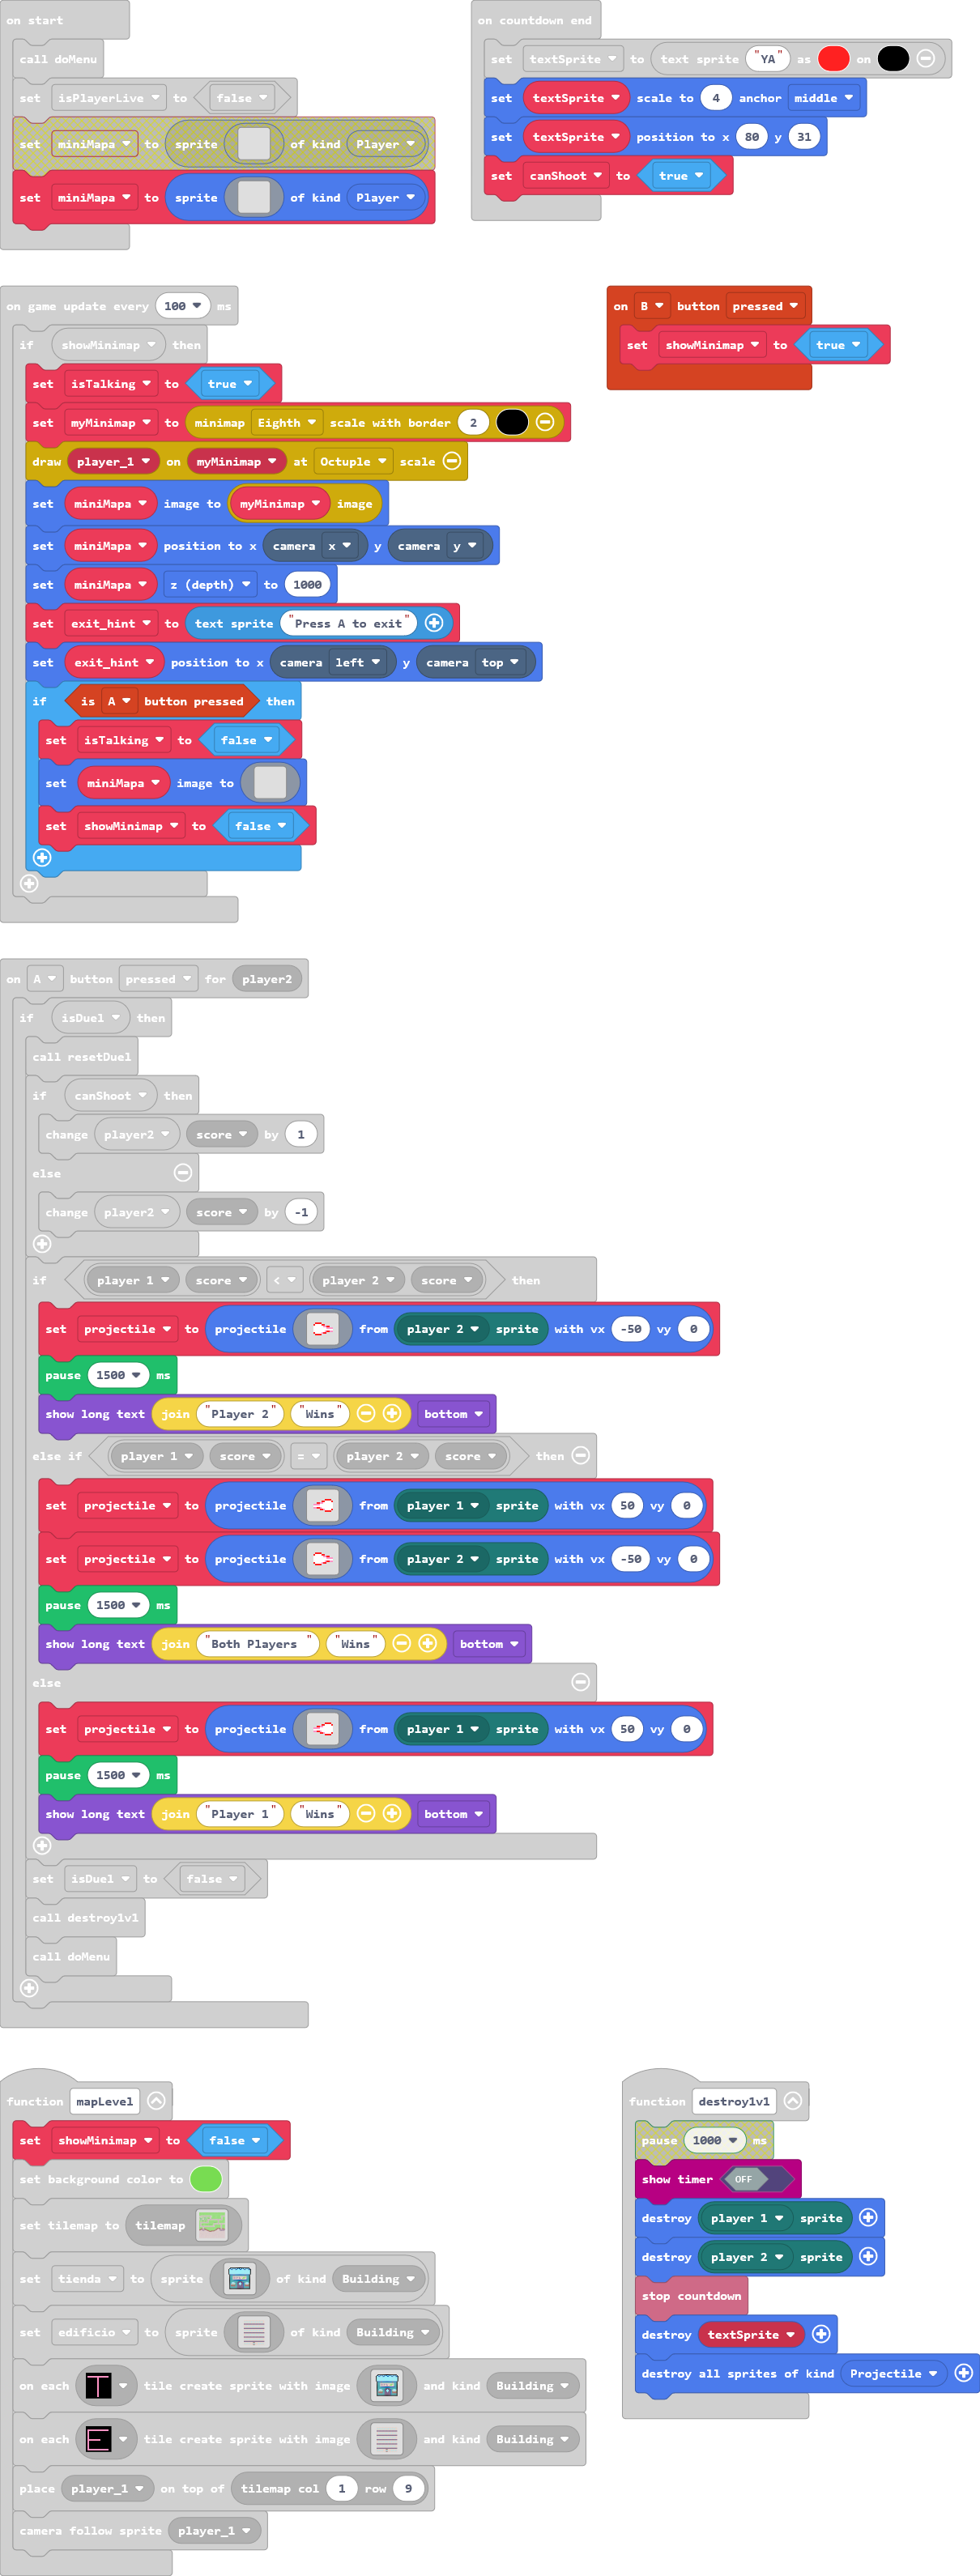 on start
call doMenu
set isPlayerLive to false
set miniMapa to sprite of kind Player
set miniMapa to sprite of kind Player
on countdown end
set textSprite to text sprite "YA" as on
set textSprite scale to 4 anchor middle
set textSprite position to x 80 y 31
set canShoot to true
on game update every 100 ms
if showMinimap then
set isTalking to true
set myMinimap to minimap Eighth scale with border 2
draw player_1 on myMinimap at Octuple scale
set miniMapa image to myMinimap image
set miniMapa position to x camera x y camera y
set miniMapa z (depth) to 1000
set exit_hint to text sprite "Press A to exit"
set exit_hint position to x camera left y camera top
if is A button pressed then
set isTalking to false
set miniMapa image to
set showMinimap to false
on B button pressed
set showMinimap to true
on A button pressed for player2
if isDuel then
call resetDuel
if canShoot then
change player2 score by 1
else
change player2 score by -1
if player 1 score < player 2 score then
set projectile to projectile from player 2 sprite with vx -50 vy 0
pause 1500 ms
show long text join "Player 2" "Wins" bottom
else if player 1 score = player 2 score then
set projectile to projectile from player 1 sprite with vx 50 vy 0
set projectile to projectile from player 2 sprite with vx -50 vy 0
pause 1500 ms
show long text join "Both Players " "Wins" bottom
else
set projectile to projectile from player 1 sprite with vx 50 vy 0
pause 1500 ms
show long text join "Player 1" "Wins" bottom
set isDuel to false
call destroy1v1
call doMenu
function mapLevel
set showMinimap to false
set background color to
set tilemap to tilemap
set tienda to sprite of kind Building
set edificio to sprite of kind Building
on each T tile create sprite with image and kind Building
on each E tile create sprite with image and kind Building
place player_1 on top of tilemap col 1 row 9
camera follow sprite player_1
function destroy1v1
pause 1000 ms
show timer OFF
destroy player 1 sprite
destroy player 2 sprite
stop countdown
destroy textSprite
destroy all sprites of kind Projectile